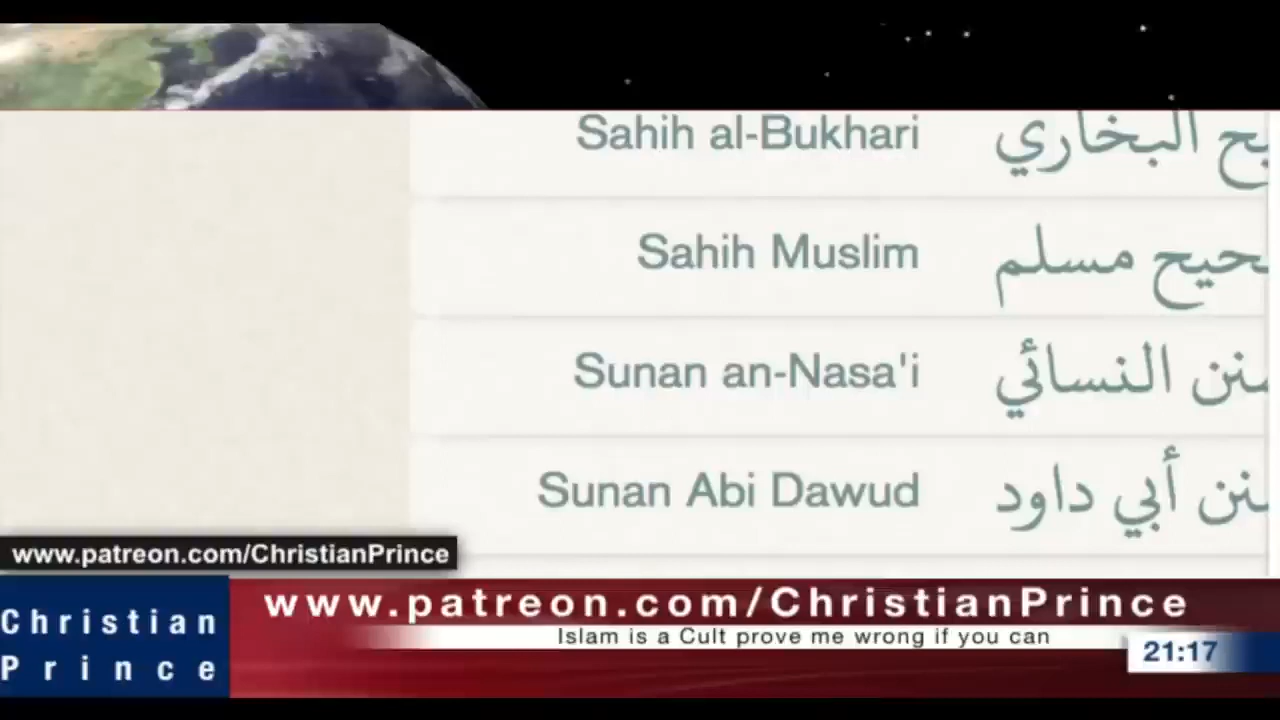 Sahih al-Bukhari البخاري
Sahih Muslim مسلم
Sunan an-Nasa'i النسائي
Sunan Abi Dawud أبي داود
www.patreon.com/ChristianPrince
www.patreon.com/ChristianPrince
Islam is a Cult prove me wrong if you can
Christian
Prince
21:17